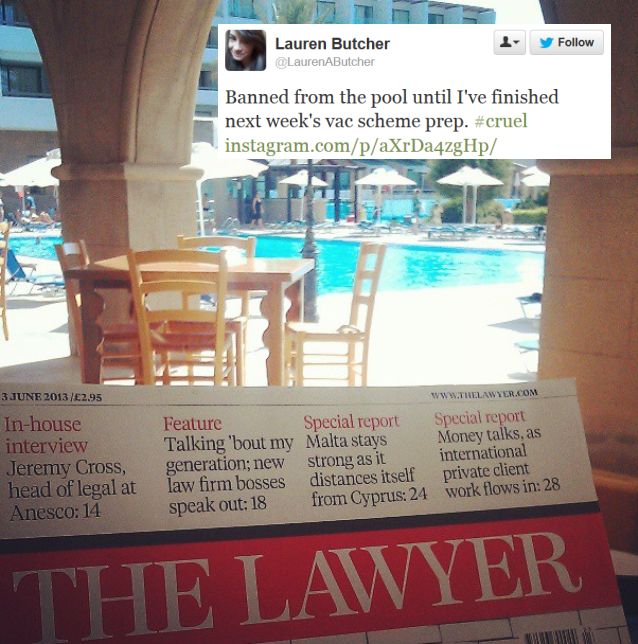 Lauren Butcher
@LaurenAButcher
Follow
Banned from the pool until I've finished
next week's vac scheme prep. #cruel
instagram.com/p/aXrDa4zgHp/
3 JUNE 2013/£2.95
WWW.THELAWYER.COM
In-house
interview
Jeremy Cross,
head of legal at
Anesco: 14
Feature
Talking 'bout my
generation; new
law firm bosses
speak out: 18
Special report
Malta stays
strong as it
distances itself
from Cyprus: 24
Special report
Money talks, as
international
private client
work flows in: 28
THE LAWYER